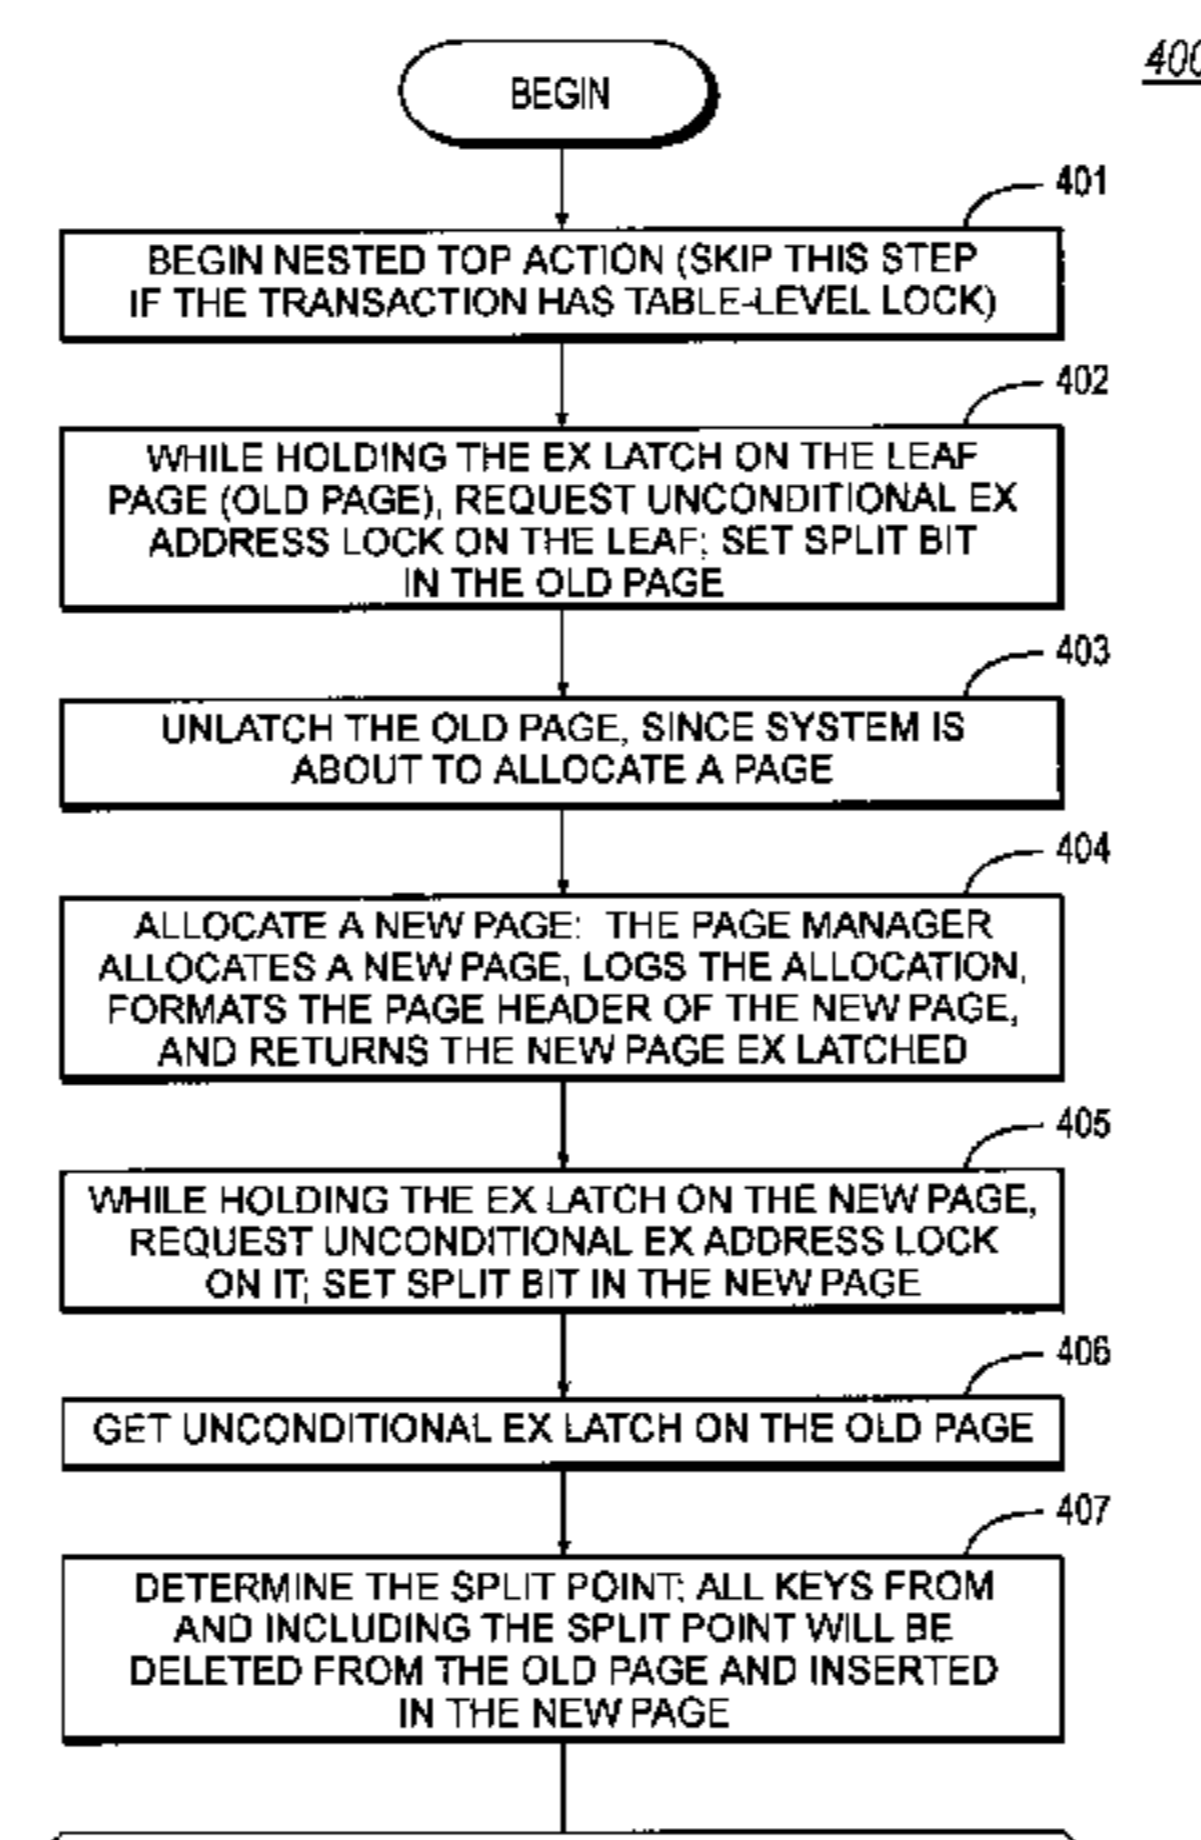 400
BEGIN
401
BEGIN NESTED TOP ACTION (SKIP THIS STEP
IF THE TRANSACTION HAS TABLE-LEVEL LOCK)
402
WHILE HOLDING THE EX LATCH ON THE LEAF
PAGE (OLD PAGE), REQUEST UNCONDITIONAL EX
ADDRESS LOCK ON THE LEAF; SET SPLIT BIT
IN THE OLD PAGE
403
UNLATCH THE OLD PAGE, SINCE SYSTEM IS
ABOUT TO ALLOCATE A PAGE
404
ALLOCATE A NEW PAGE: THE PAGE MANAGER
ALLOCATES A NEW PAGE, LOGS THE ALLOCATION,
FORMATS THE PAGE HEADER OF THE NEW PAGE,
AND RETURNS THE NEW PAGE EX LATCHED
405
WHILE HOLDING THE EX LATCH ON THE NEW PAGE,
REQUEST UNCONDITIONAL EX ADDRESS LOCK
ON IT; SET SPLIT BIT IN THE NEW PAGE
406
GET UNCONDITIONAL EX LATCH ON THE OLD PAGE
407
DETERMINE THE SPLIT POINT; ALL KEYS FROM
AND INCLUDING THE SPLIT POINT WILL BE
DELETED FROM THE OLD PAGE AND INSERTED
IN THE NEW PAGE